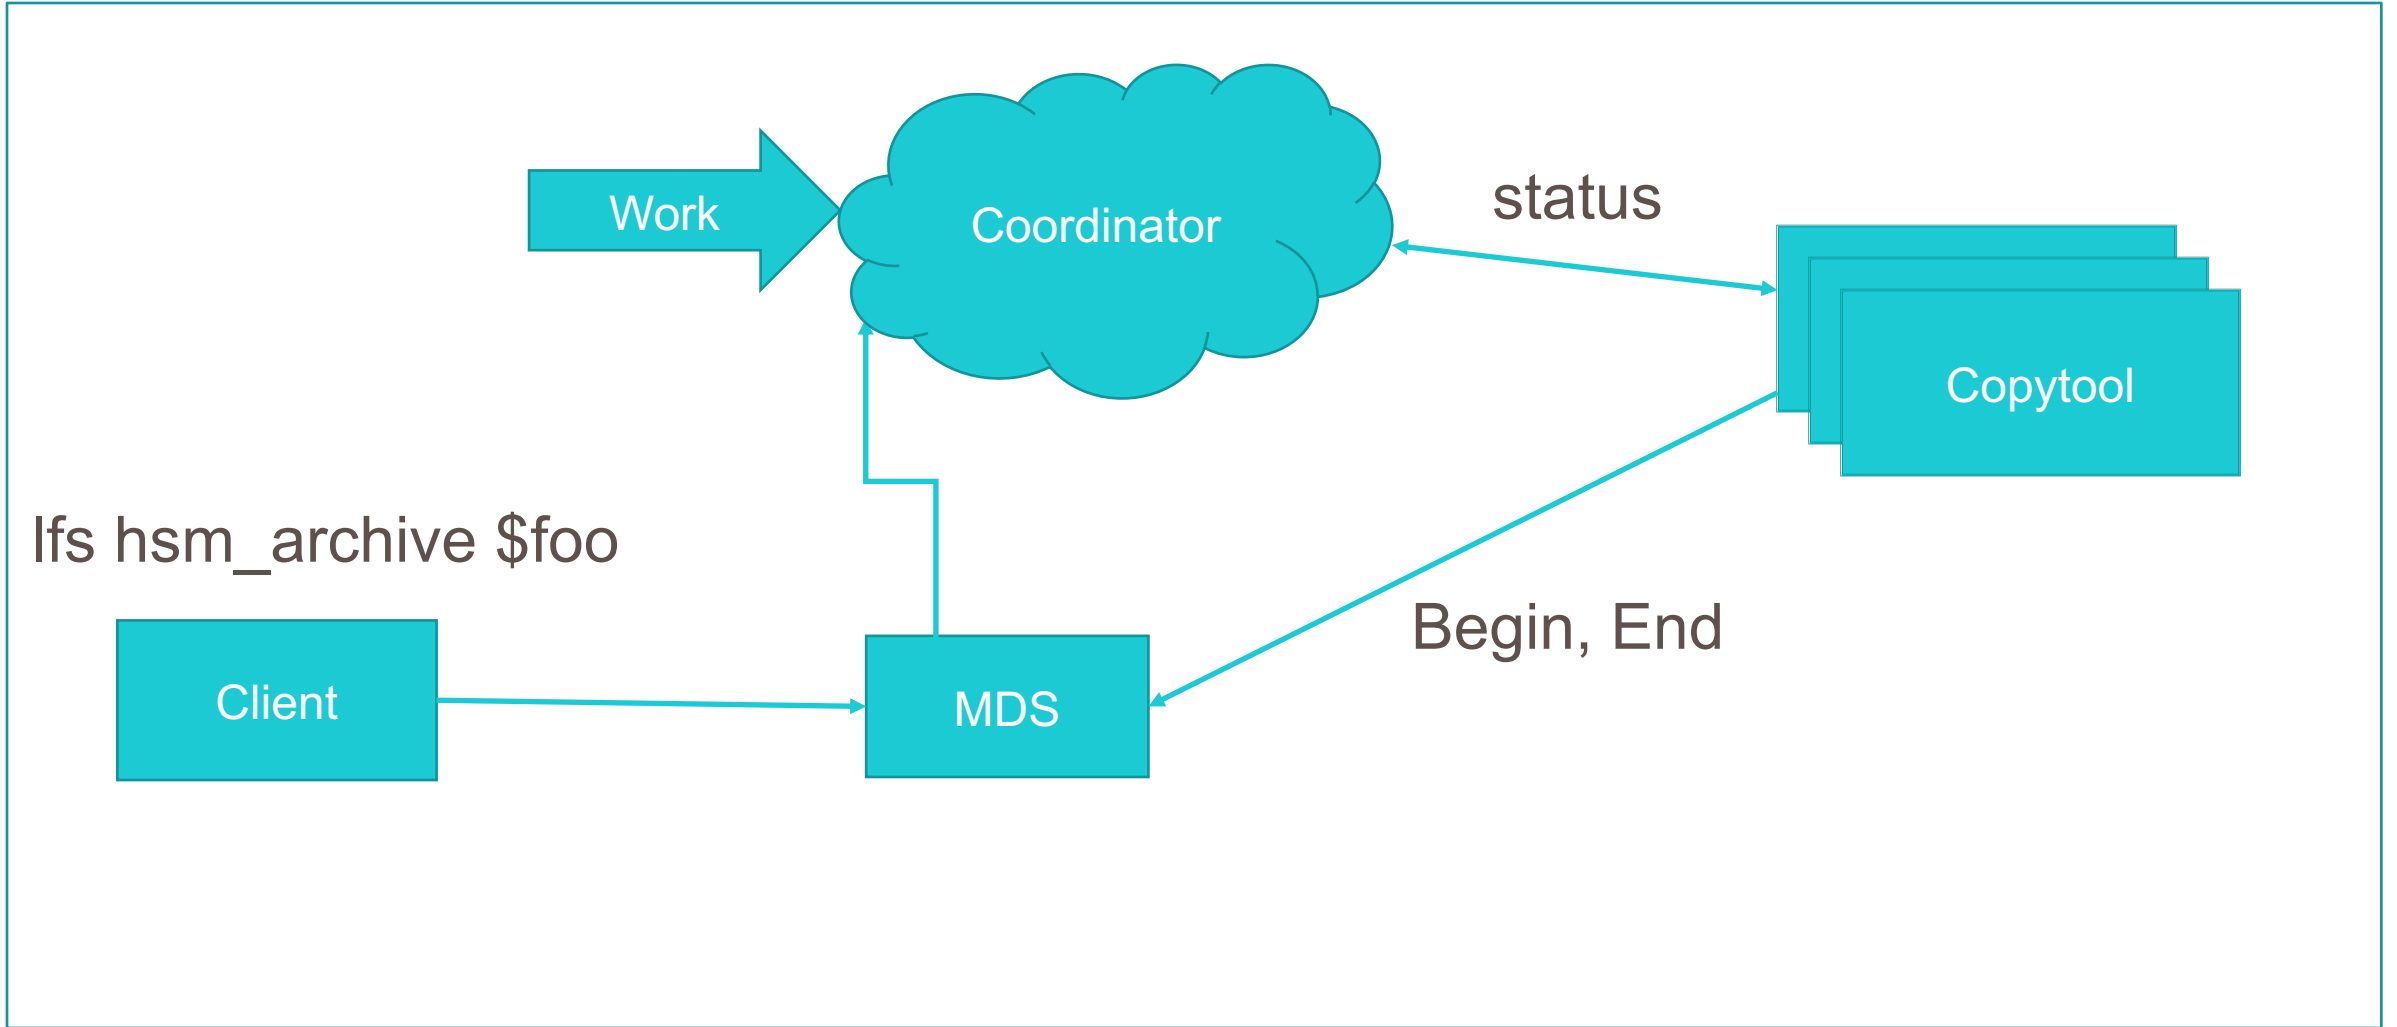 Work
Coordinator
status
Copytool
lfs hsm_archive $foo
Begin, End
Client
MDS